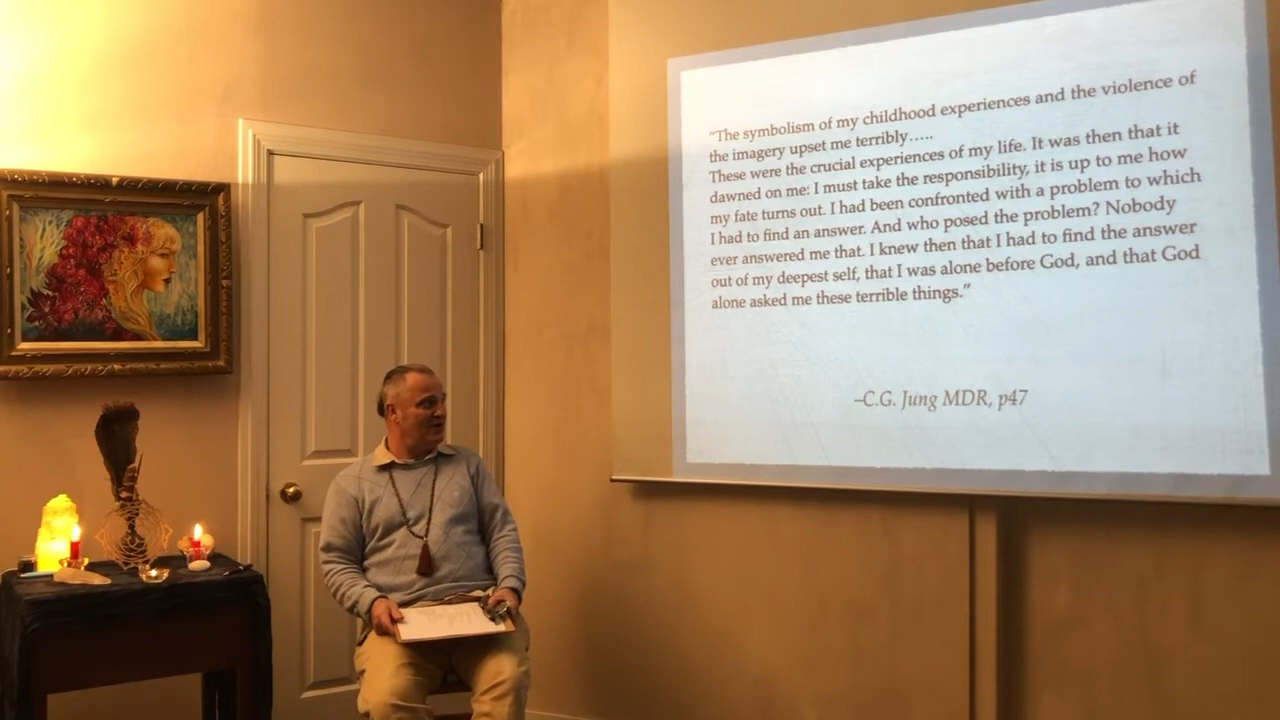 “The symbolism of my childhood experiences and the violence of
the imagery upset me terribly…..
These were the crucial experiences of my life. It was then that it
dawned on me: I must take the responsibility, it is up to me how
my fate turns out. I had been confronted with a problem to which
I had to find an answer. And who posed the problem? Nobody
ever answered me that. I knew then that I had to find the answer
out of my deepest self, that I was alone before God, and that God
alone asked me these terrible things.”
–C.G. Jung MDR, p47